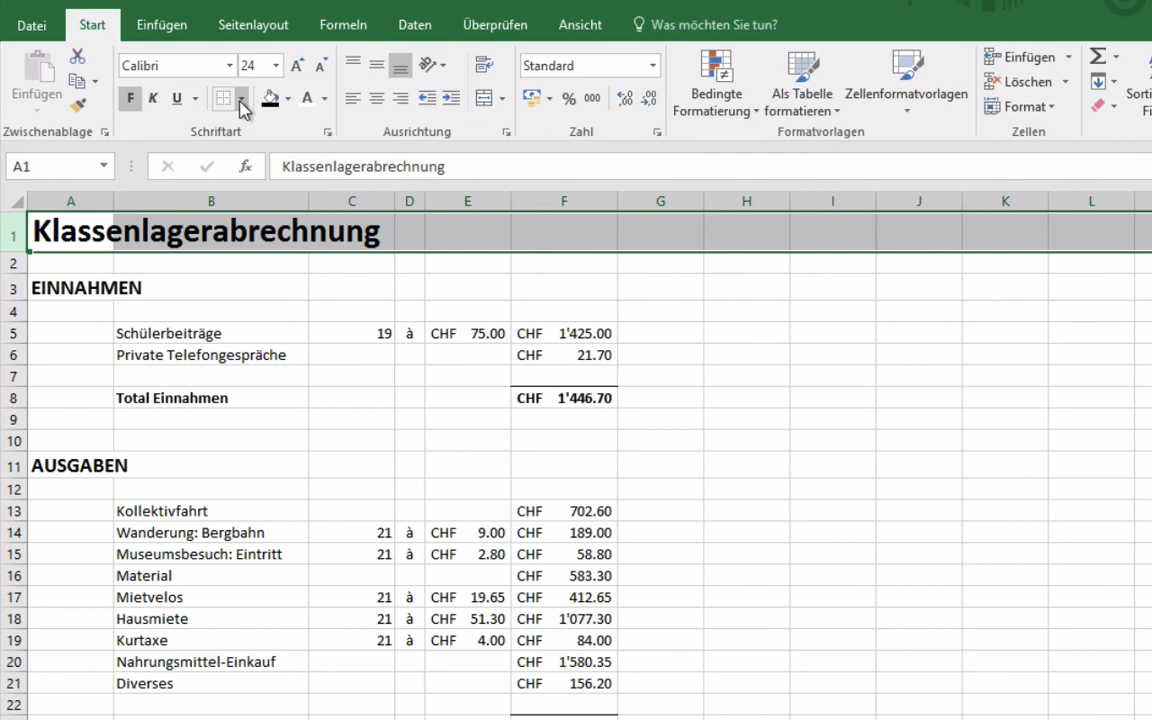 Datei Start Einfügen Seitenlayout Formeln Daten Überprüfen Ansicht Was möchten Sie tun?
Einfügen
Zwischenablage
Calibri 24
F K U A
Schriftart
Ausrichtung
Standard
% 000
Zahl
Bedingte Formatierung
Als Tabelle formatieren
Zellenformatvorlagen
Formatvorlagen
Einfügen
Löschen
Format
Zellen
Σ
A1 fx Klassenlagerabrechnung
A B C D E F G H I J K L
1 Klassenlagerabrechnung
2
3 EINNAHMEN
4
5 Schülerbeiträge 19 à CHF 75.00 CHF 1'425.00
6 Private Telefongespräche CHF 21.70
7
8 Total Einnahmen CHF 1'446.70
9
10
11 AUSGABEN
12
13 Kollektivfahrt CHF 702.60
14 Wanderung: Bergbahn 21 à CHF 9.00 CHF 189.00
15 Museumsbesuch: Eintritt 21 à CHF 2.80 CHF 58.80
16 Material CHF 583.30
17 Mietvelos 21 à CHF 19.65 CHF 412.65
18 Hausmiete 21 à CHF 51.30 CHF 1'077.30
19 Kurtaxe 21 à CHF 4.00 CHF 84.00
20 Nahrungsmittel-Einkauf CHF 1'580.35
21 Diverses CHF 156.20
22